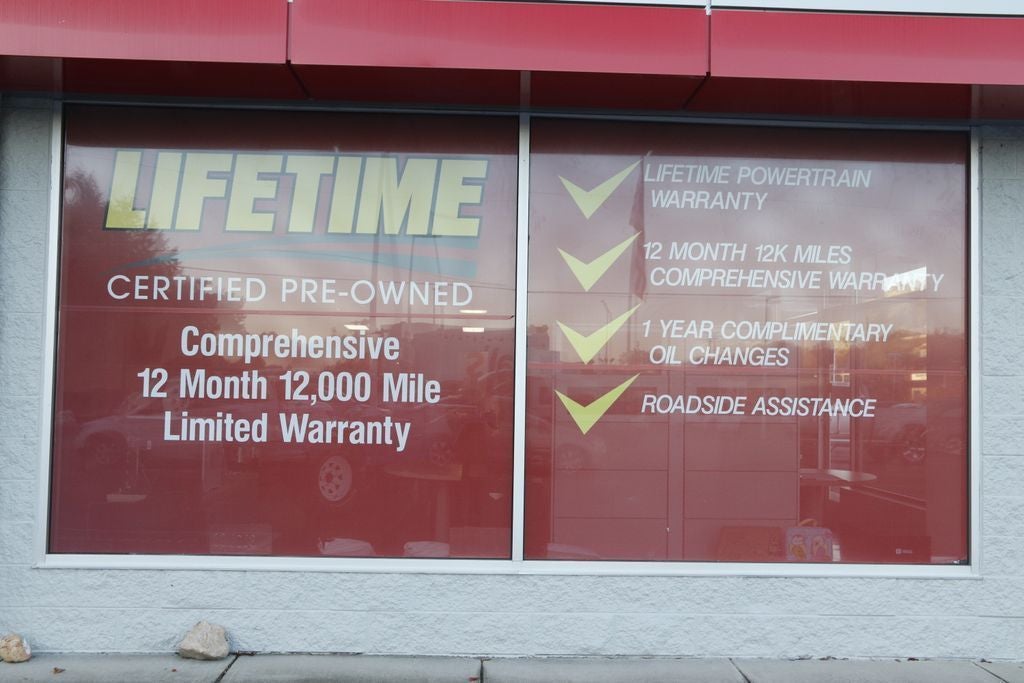 LIFETIME
CERTIFIED PRE-OWNED
Comprehensive
12 Month 12,000 Mile
Limited Warranty
LIFETIME POWERTRAIN
WARRANTY
12 MONTH 12K MILES
COMPREHENSIVE WARRANTY
1 YEAR COMPLIMENTARY
OIL CHANGES
ROADSIDE ASSISTANCE